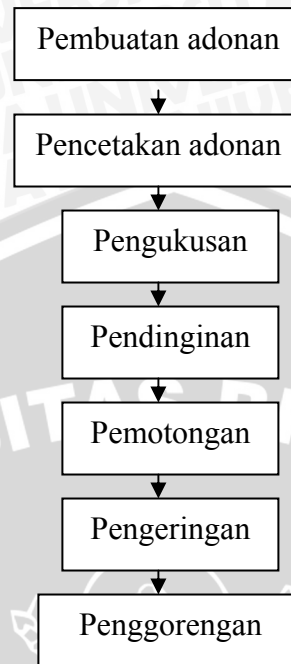 Pembuatan adonan
Pencetakan adonan
Pengukusan
Pendinginan
Pemotongan
Pengeringan
Penggorengan